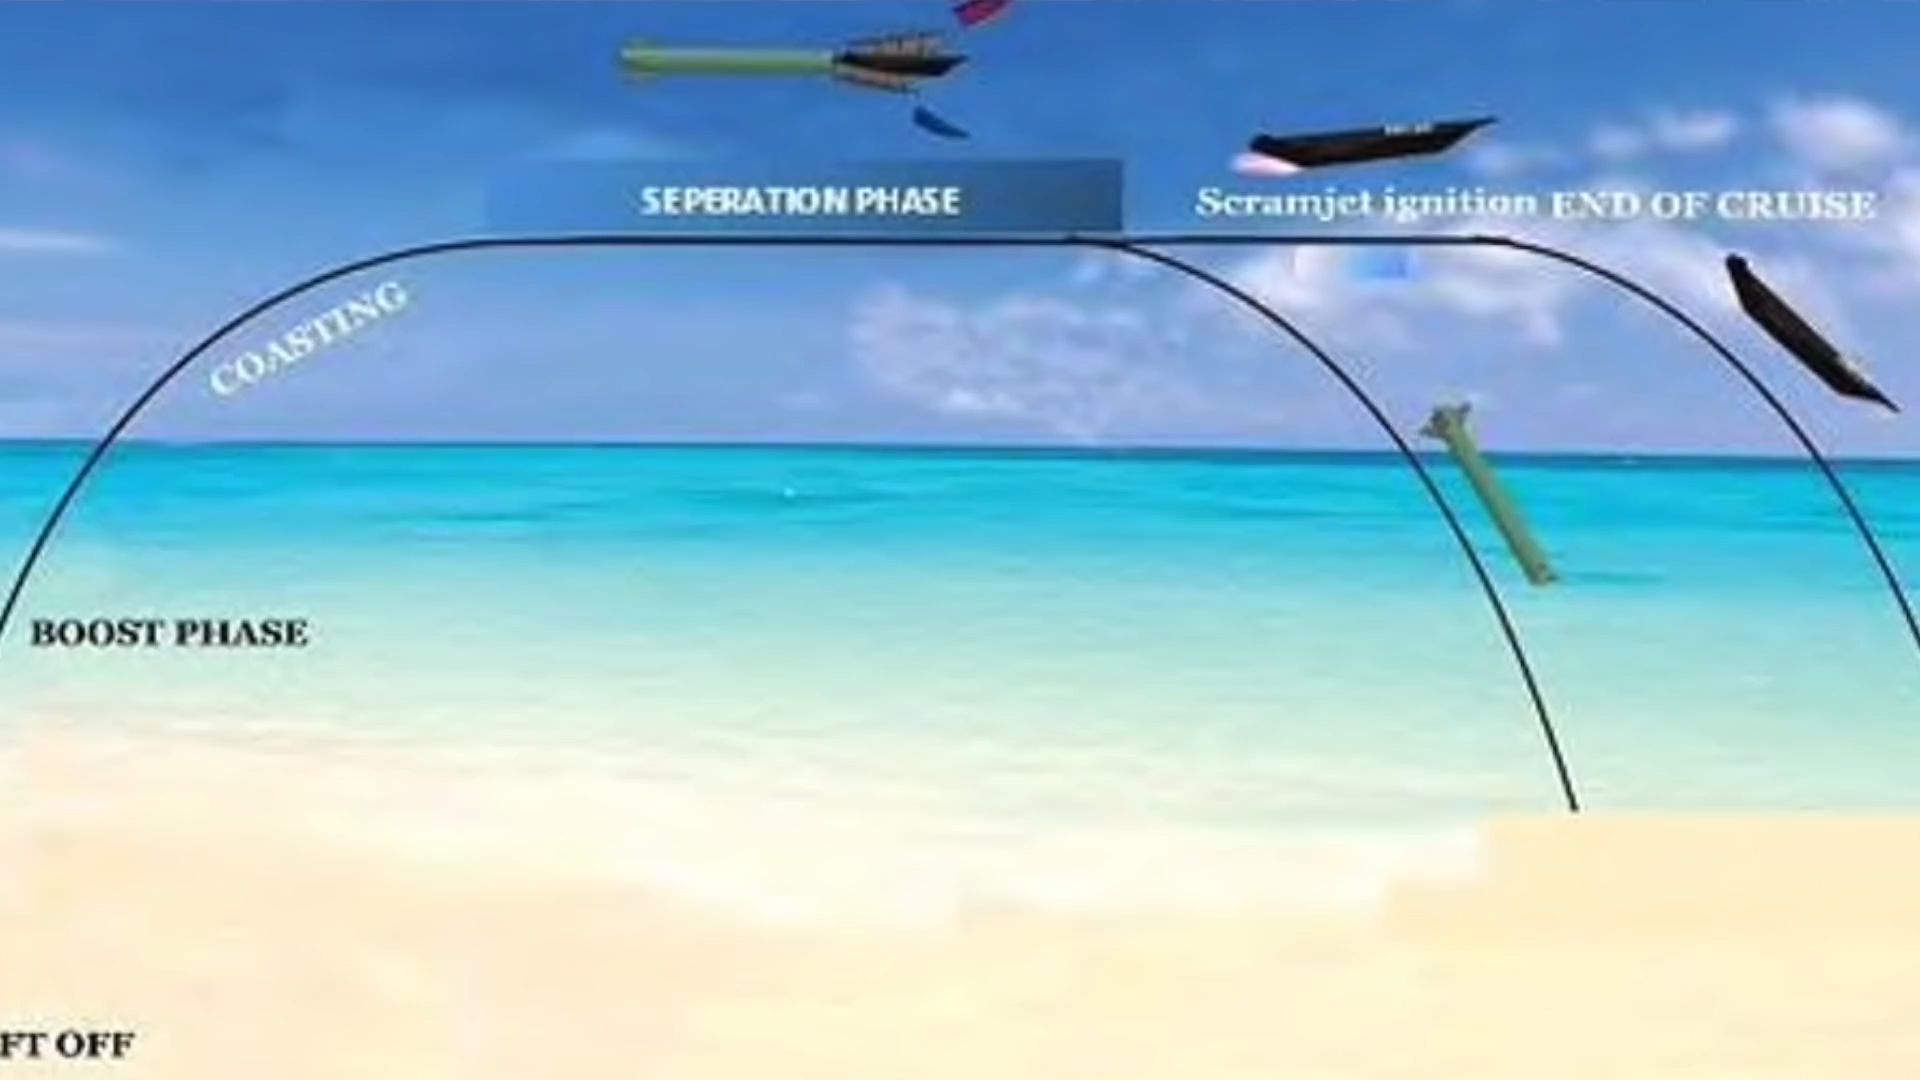 SEPERATION PHASE
Scramjet ignition END OF CRUISE
COASTING
BOOST PHASE
FT OFF